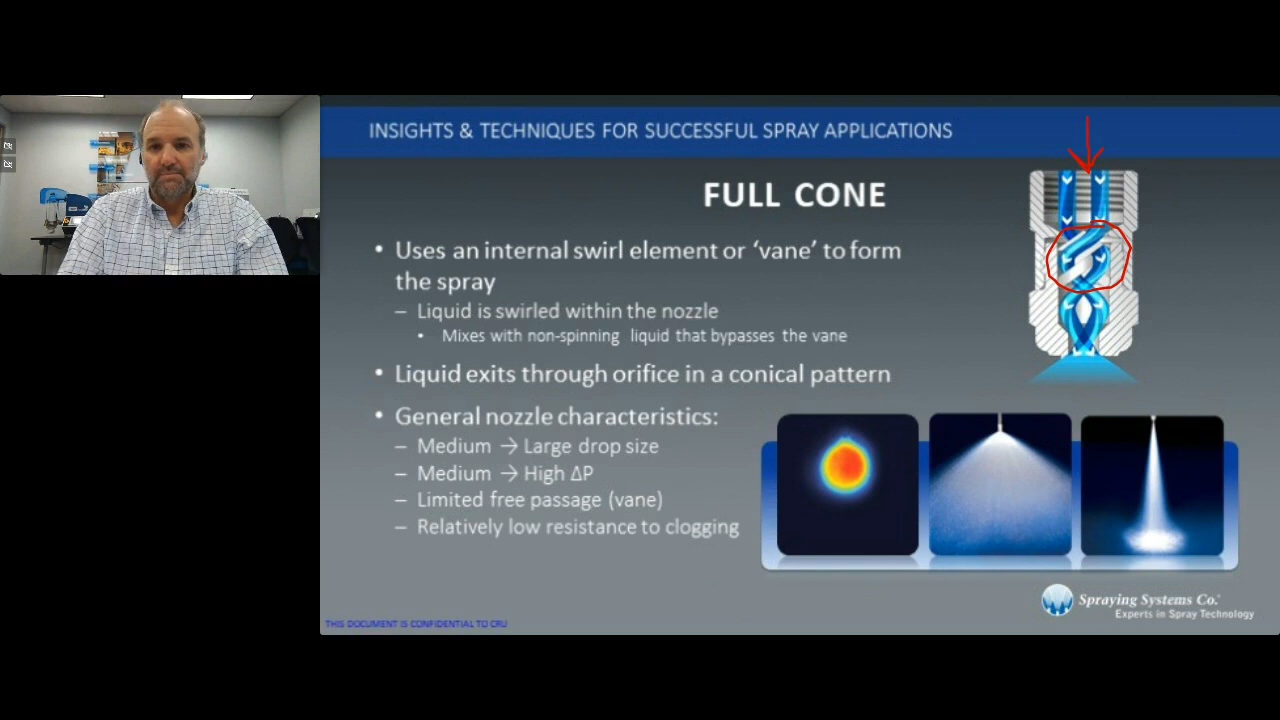 INSIGHTS & TECHNIQUES FOR SUCCESSFUL SPRAY APPLICATIONS
FULL CONE
• Uses an internal swirl element or ‘vane’ to form
the spray
– Liquid is swirled within the nozzle
• Mixes with non-spinning liquid that bypasses the vane
• Liquid exits through orifice in a conical pattern
• General nozzle characteristics:
– Medium → Large drop size
– Medium → High ΔP
– Limited free passage (vane)
– Relatively low resistance to clogging
Spraying Systems Co.®
Experts in Spray Technology
THIS DOCUMENT IS CONFIDENTIAL TO CRU